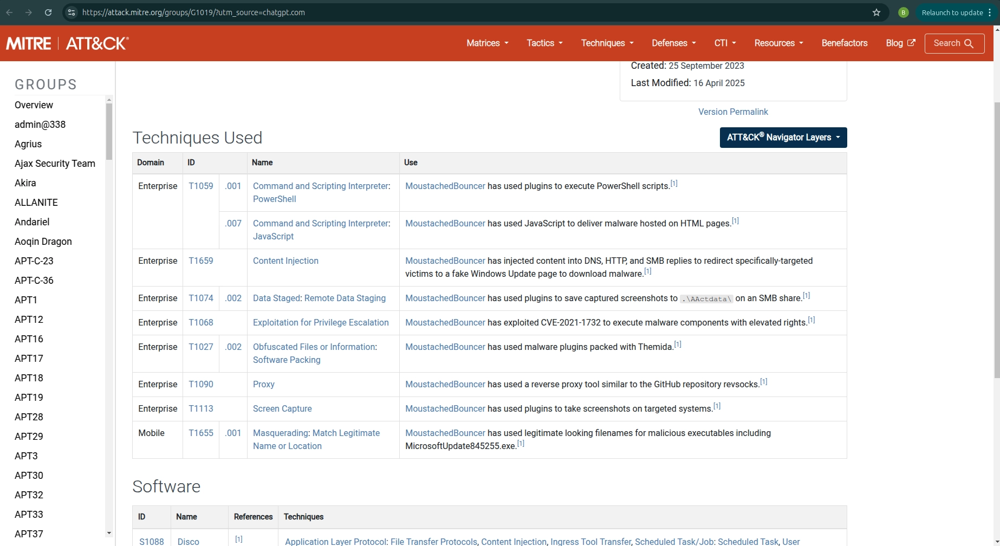 https://attack.mitre.org/groups/G1019/?utm_source=chatgpt.com
B
Relaunch to update
MITRE | ATT&CK®
Matrices
Tactics
Techniques
Defenses
CTI
Resources
Benefactors
Blog
Search
GROUPS
Overview
admin@338
Agrius
Ajax Security Team
Akira
ALLANITE
Andariel
Aoqin Dragon
APT-C-23
APT-C-36
APT1
APT12
APT16
APT17
APT18
APT19
APT28
APT29
APT3
APT30
APT32
APT33
APT37
Created: 25 September 2023
Last Modified: 16 April 2025
Version Permalink
Techniques Used
ATT&CK® Navigator Layers
Domain ID Name Use
Enterprise T1059 .001 Command and Scripting Interpreter: MoustachedBouncer has used plugins to execute PowerShell scripts.[1]
PowerShell
.007 Command and Scripting Interpreter: MoustachedBouncer has used JavaScript to deliver malware hosted on HTML pages.[1]
JavaScript
Enterprise T1659 Content Injection MoustachedBouncer has injected content into DNS, HTTP, and SMB replies to redirect specifically-targeted
victims to a fake Windows Update page to download malware.[1]
Enterprise T1074 .002 Data Staged: Remote Data Staging MoustachedBouncer has used plugins to save captured screenshots to .\AActdata\ on an SMB share.[1]
Enterprise T1068 Exploitation for Privilege Escalation MoustachedBouncer has exploited CVE-2021-1732 to execute malware components with elevated rights.[1]
Enterprise T1027 .002 Obfuscated Files or Information: MoustachedBouncer has used malware plugins packed with Themida.[1]
Software Packing
Enterprise T1090 Proxy MoustachedBouncer has used a reverse proxy tool similar to the GitHub repository revsocks.[1]
Enterprise T1113 Screen Capture MoustachedBouncer has used plugins to take screenshots on targeted systems.[1]
Mobile T1655 .001 Masquerading: Match Legitimate MoustachedBouncer has used legitimate looking filenames for malicious executables including
Name or Location MicrosoftUpdate845255.exe.[1]
Software
ID Name References Techniques
S1088 Disco [1] Application Layer Protocol: File Transfer Protocols, Content Injection, Ingress Tool Transfer, Scheduled Task/Job: Scheduled Task, User